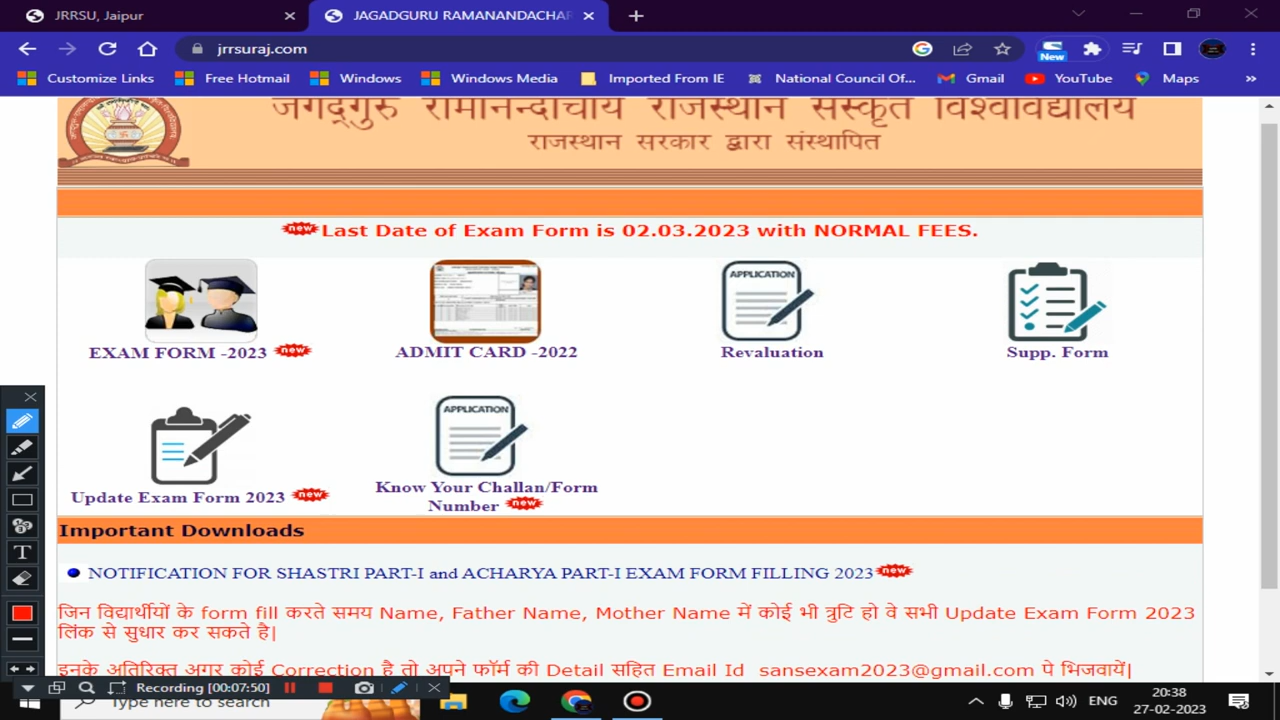 JRRSU, Jaipur
JAGADGURU RAMANANDACHAR
jrrsuraj.com
New
Customize Links
Free Hotmail
Windows
Windows Media
Imported From IE
National Council Of...
Gmail
YouTube
Maps
जगद्गुरु रामानन्दाचार्य राजस्थान संस्कृत विश्वविद्यालय
राजस्थान सरकार द्वारा संस्थापित
new Last Date of Exam Form is 02.03.2023 with NORMAL FEES.
APPLICATION
EXAM FORM -2023 new
ADMIT CARD -2022
Revaluation
Supp. Form
APPLICATION
Update Exam Form 2023 new
Know Your Challan/Form
Number new
Important Downloads
NOTIFICATION FOR SHASTRI PART-I and ACHARYA PART-I EXAM FORM FILLING 2023 new
जिन विद्यार्थीयों के form fill करते समय Name, Father Name, Mother Name में कोई भी त्रुटि हो वे सभी Update Exam Form 2023
लिंक से सुधार कर सकते है|
इनके अतिरिक्त अगर कोई Correction है तो अपने फॉर्म की Detail सहित Email Id sansexam2023@gmail.com पे भिजवायें|
T
Recording [00:07:50]
Type here to search
ENG
20:38
27-02-2023